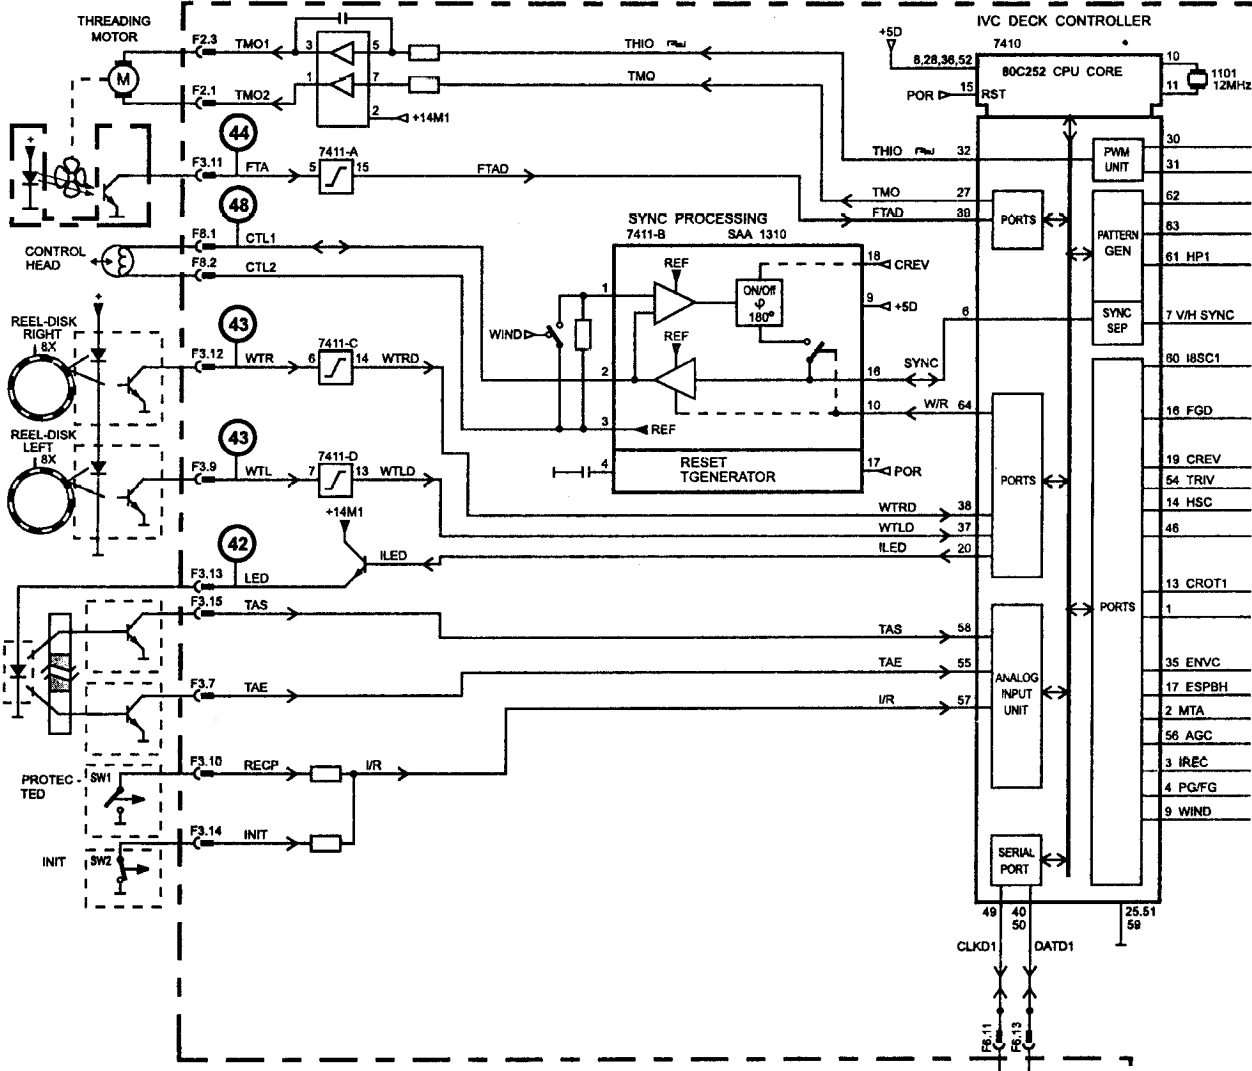 THREADING
MOTOR
F2.3
TMO1
3
5
THIO
M
1
7
TMO
F2.1
TMO2
2
+14M1
IVC DECK CONTROLLER
+5D
7410
8,28,36,52
80C252 CPU CORE
10
1101
12MHz
POR
15
RST
11
+
44
F3.11
FTA
7411-A
5
15
FTAD
THIO
32
PWM
UNIT
30
31
TMO
27
FTAD
39
PORTS
62
PATTERN
GEN
63
61 HP1
48
F8.1
CTL1
CONTROL
HEAD
F8.2
CTL2
SYNC PROCESSING
7411-B
SAA 1310
REF
18
CREV
1
ON/Off
φ
180°
9
+5D
WIND
REF
6
SYNC
SEP
7 V/H SYNC
2
16
SYNC
10
W/R
64
3
REF
4
RESET
TGENERATOR
17
POR
+
REEL-DISK
RIGHT
8X
43
F3.12
WTR
7411-C
6
14
WTRD
60 I8SC1
16 FGD
REEL-DISK
LEFT
8X
43
F3.9
WTL
7411-D
7
13
WTLD
PORTS
19 CREV
54 TRIV
14 HSC
46
WTRD
38
WTLD
37
ILED
20
+14M1
ILED
42
F3.13
LED
F3.15
TAS
TAS
58
13 CROT1
1
PORTS
F3.7
TAE
TAE
55
ANALOG
INPUT
UNIT
I/R
57
35 ENVC
17 ESPBH
2 MTA
56 AGC
3 IREC
4 PG/FG
9 WIND
PROTEC-
TED
SW1
F3.10
RECP
I/R
INIT
SW2
F3.14
INIT
SERIAL
PORT
49
40
50
25.51
59
CLKD1
DATD1
F6.11
F6.13